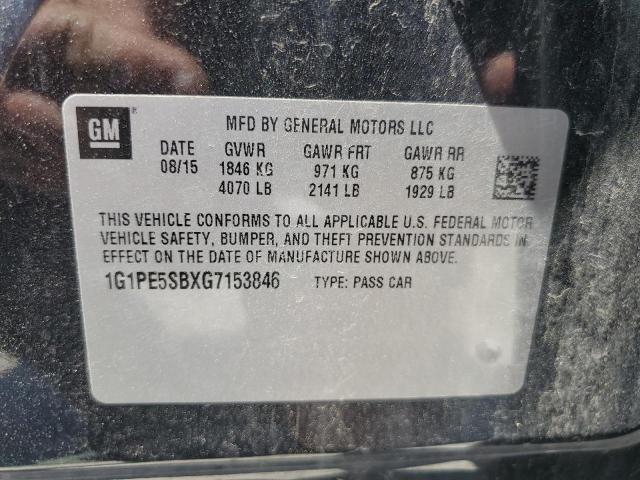 GM
MFD BY GENERAL MOTORS LLC
DATE GVWR GAWR FRT GAWR RR
08/15 1846 KG 971 KG 875 KG
4070 LB 2141 LB 1929 LB
THIS VEHICLE CONFORMS TO ALL APPLICABLE U.S. FEDERAL MOTOR
VEHICLE SAFETY, BUMPER, AND THEFT PREVENTION STANDARDS IN
EFFECT ON THE DATE OF MANUFACTURE SHOWN ABOVE.
1G1PE5SBXG7153846 TYPE: PASS CAR